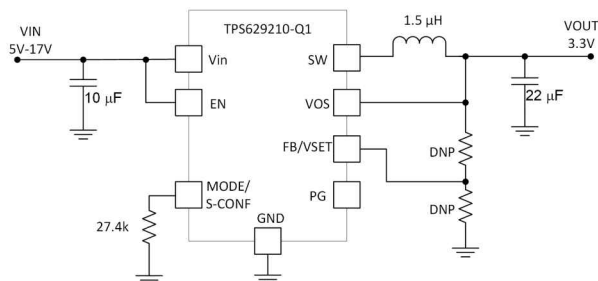 TPS629210-Q1
VIN
5V-17V
1.5 µH
VOUT
3.3V
Vin
SW
10 µF
EN
VOS
22 µF
FB/VSET
DNP
MODE/
S-CONF
PG
DNP
27.4k
GND